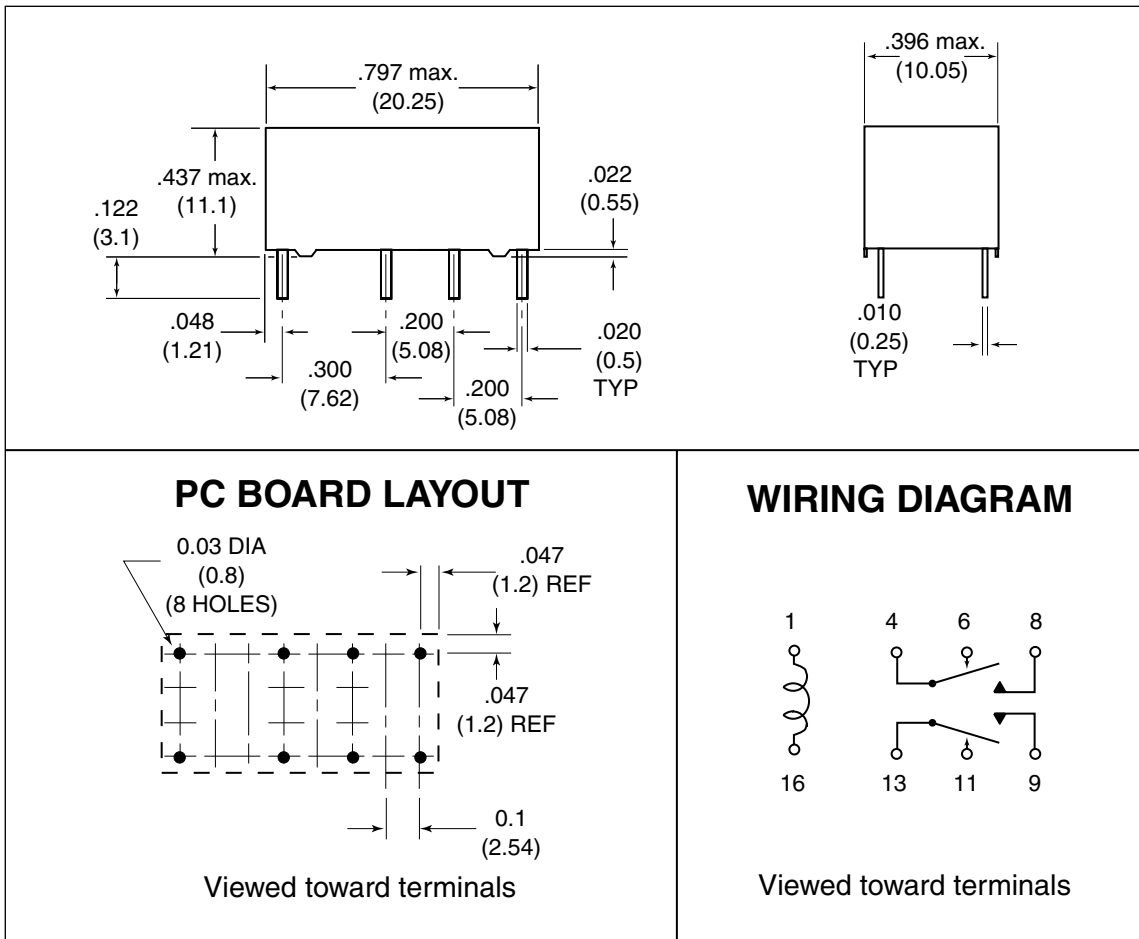 .797 max.
(20.25)
.396 max.
(10.05)
.437 max.
(11.1)
.122
(3.1)
.022
(0.55)
.048
(1.21)
.200
(5.08)
.020
(0.5)
TYP
.300
(7.62)
.200
(5.08)
.010
(0.25)
TYP
PC BOARD LAYOUT
0.03 DIA
(0.8)
(8 HOLES)
.047
(1.2) REF
.047
(1.2) REF
0.1
(2.54)
Viewed toward terminals
WIRING DIAGRAM
1 4 6 8
16 13 11 9
Viewed toward terminals